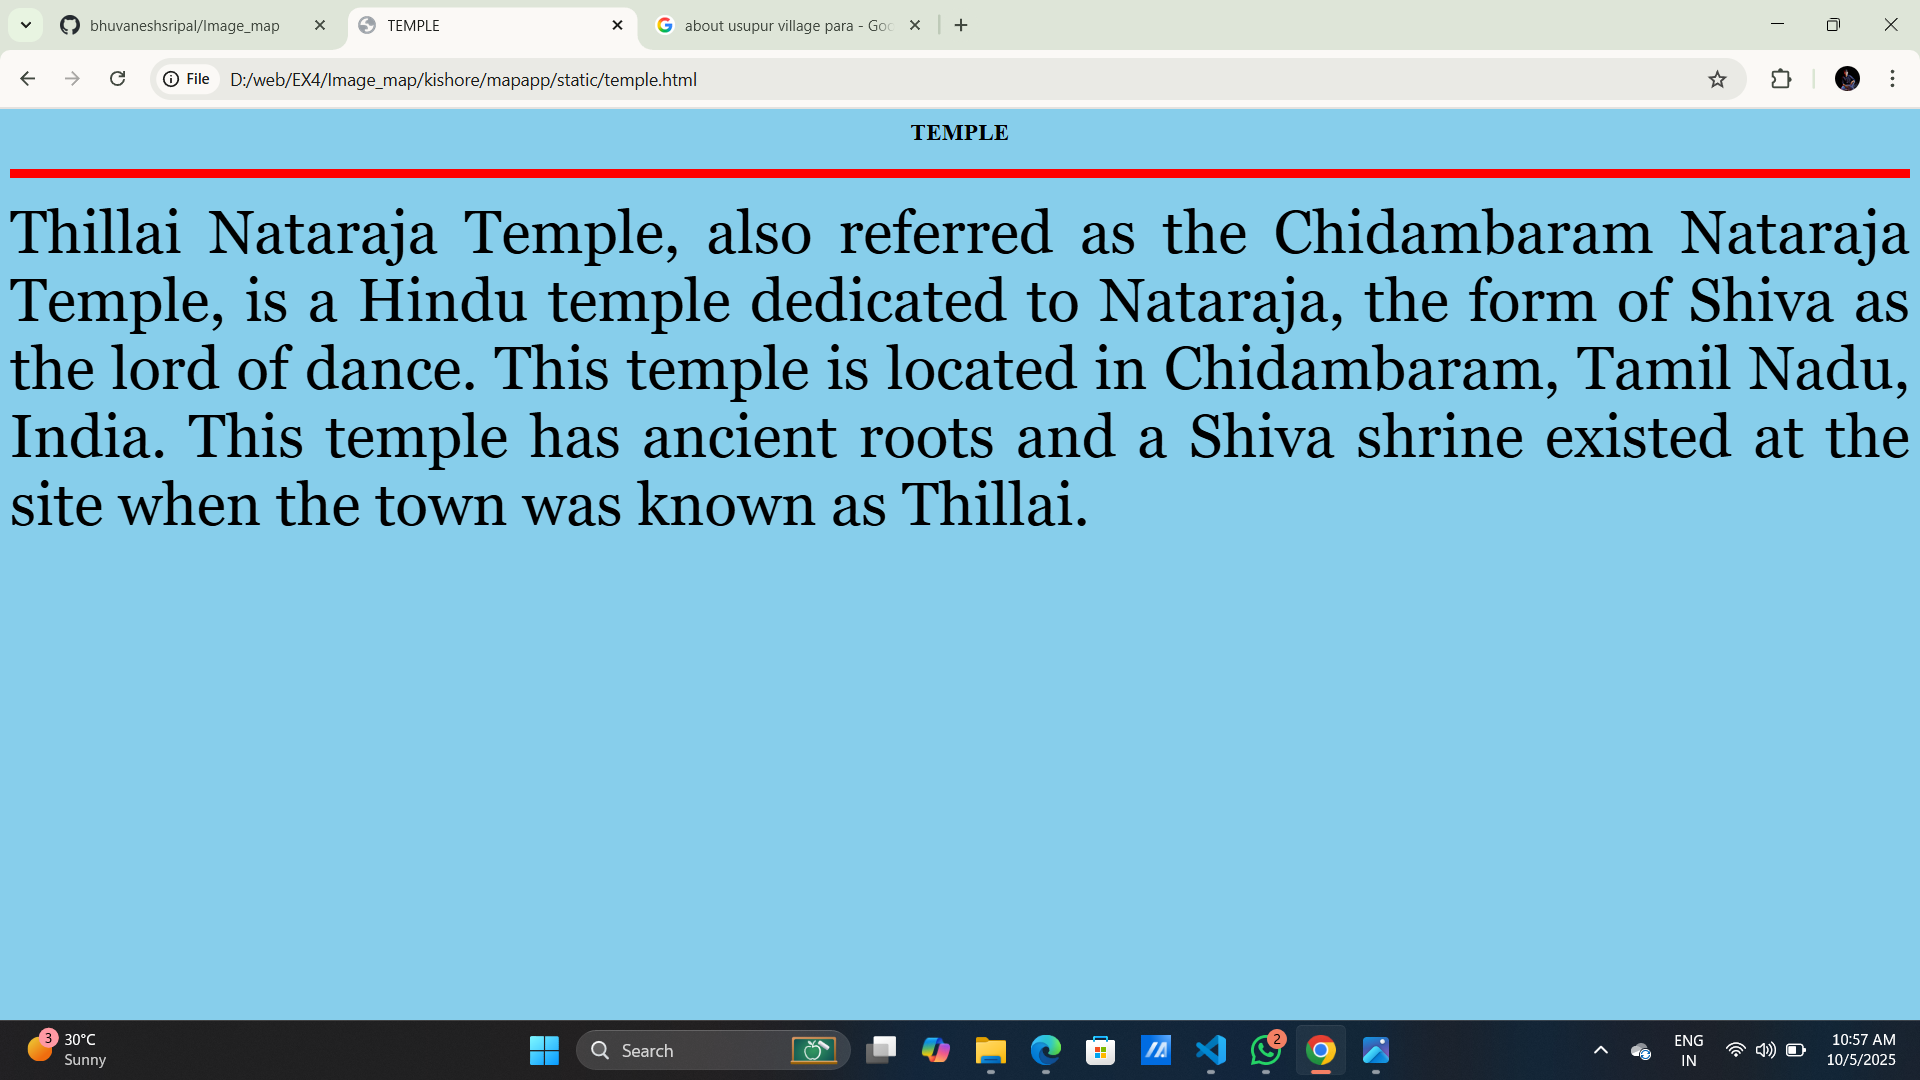 bhuvaneshsripal/Image_map
TEMPLE
about usupur village para - Goo
File
D:/web/EX4/Image_map/kishore/mapapp/static/temple.html
TEMPLE
Thillai Nataraja Temple, also referred as the Chidambaram Nataraja
Temple, is a Hindu temple dedicated to Nataraja, the form of Shiva as
the lord of dance. This temple is located in Chidambaram, Tamil Nadu,
India. This temple has ancient roots and a Shiva shrine existed at the
site when the town was known as Thillai.
3
30°C
Sunny
Search
2
ENG
IN
10:57 AM
10/5/2025